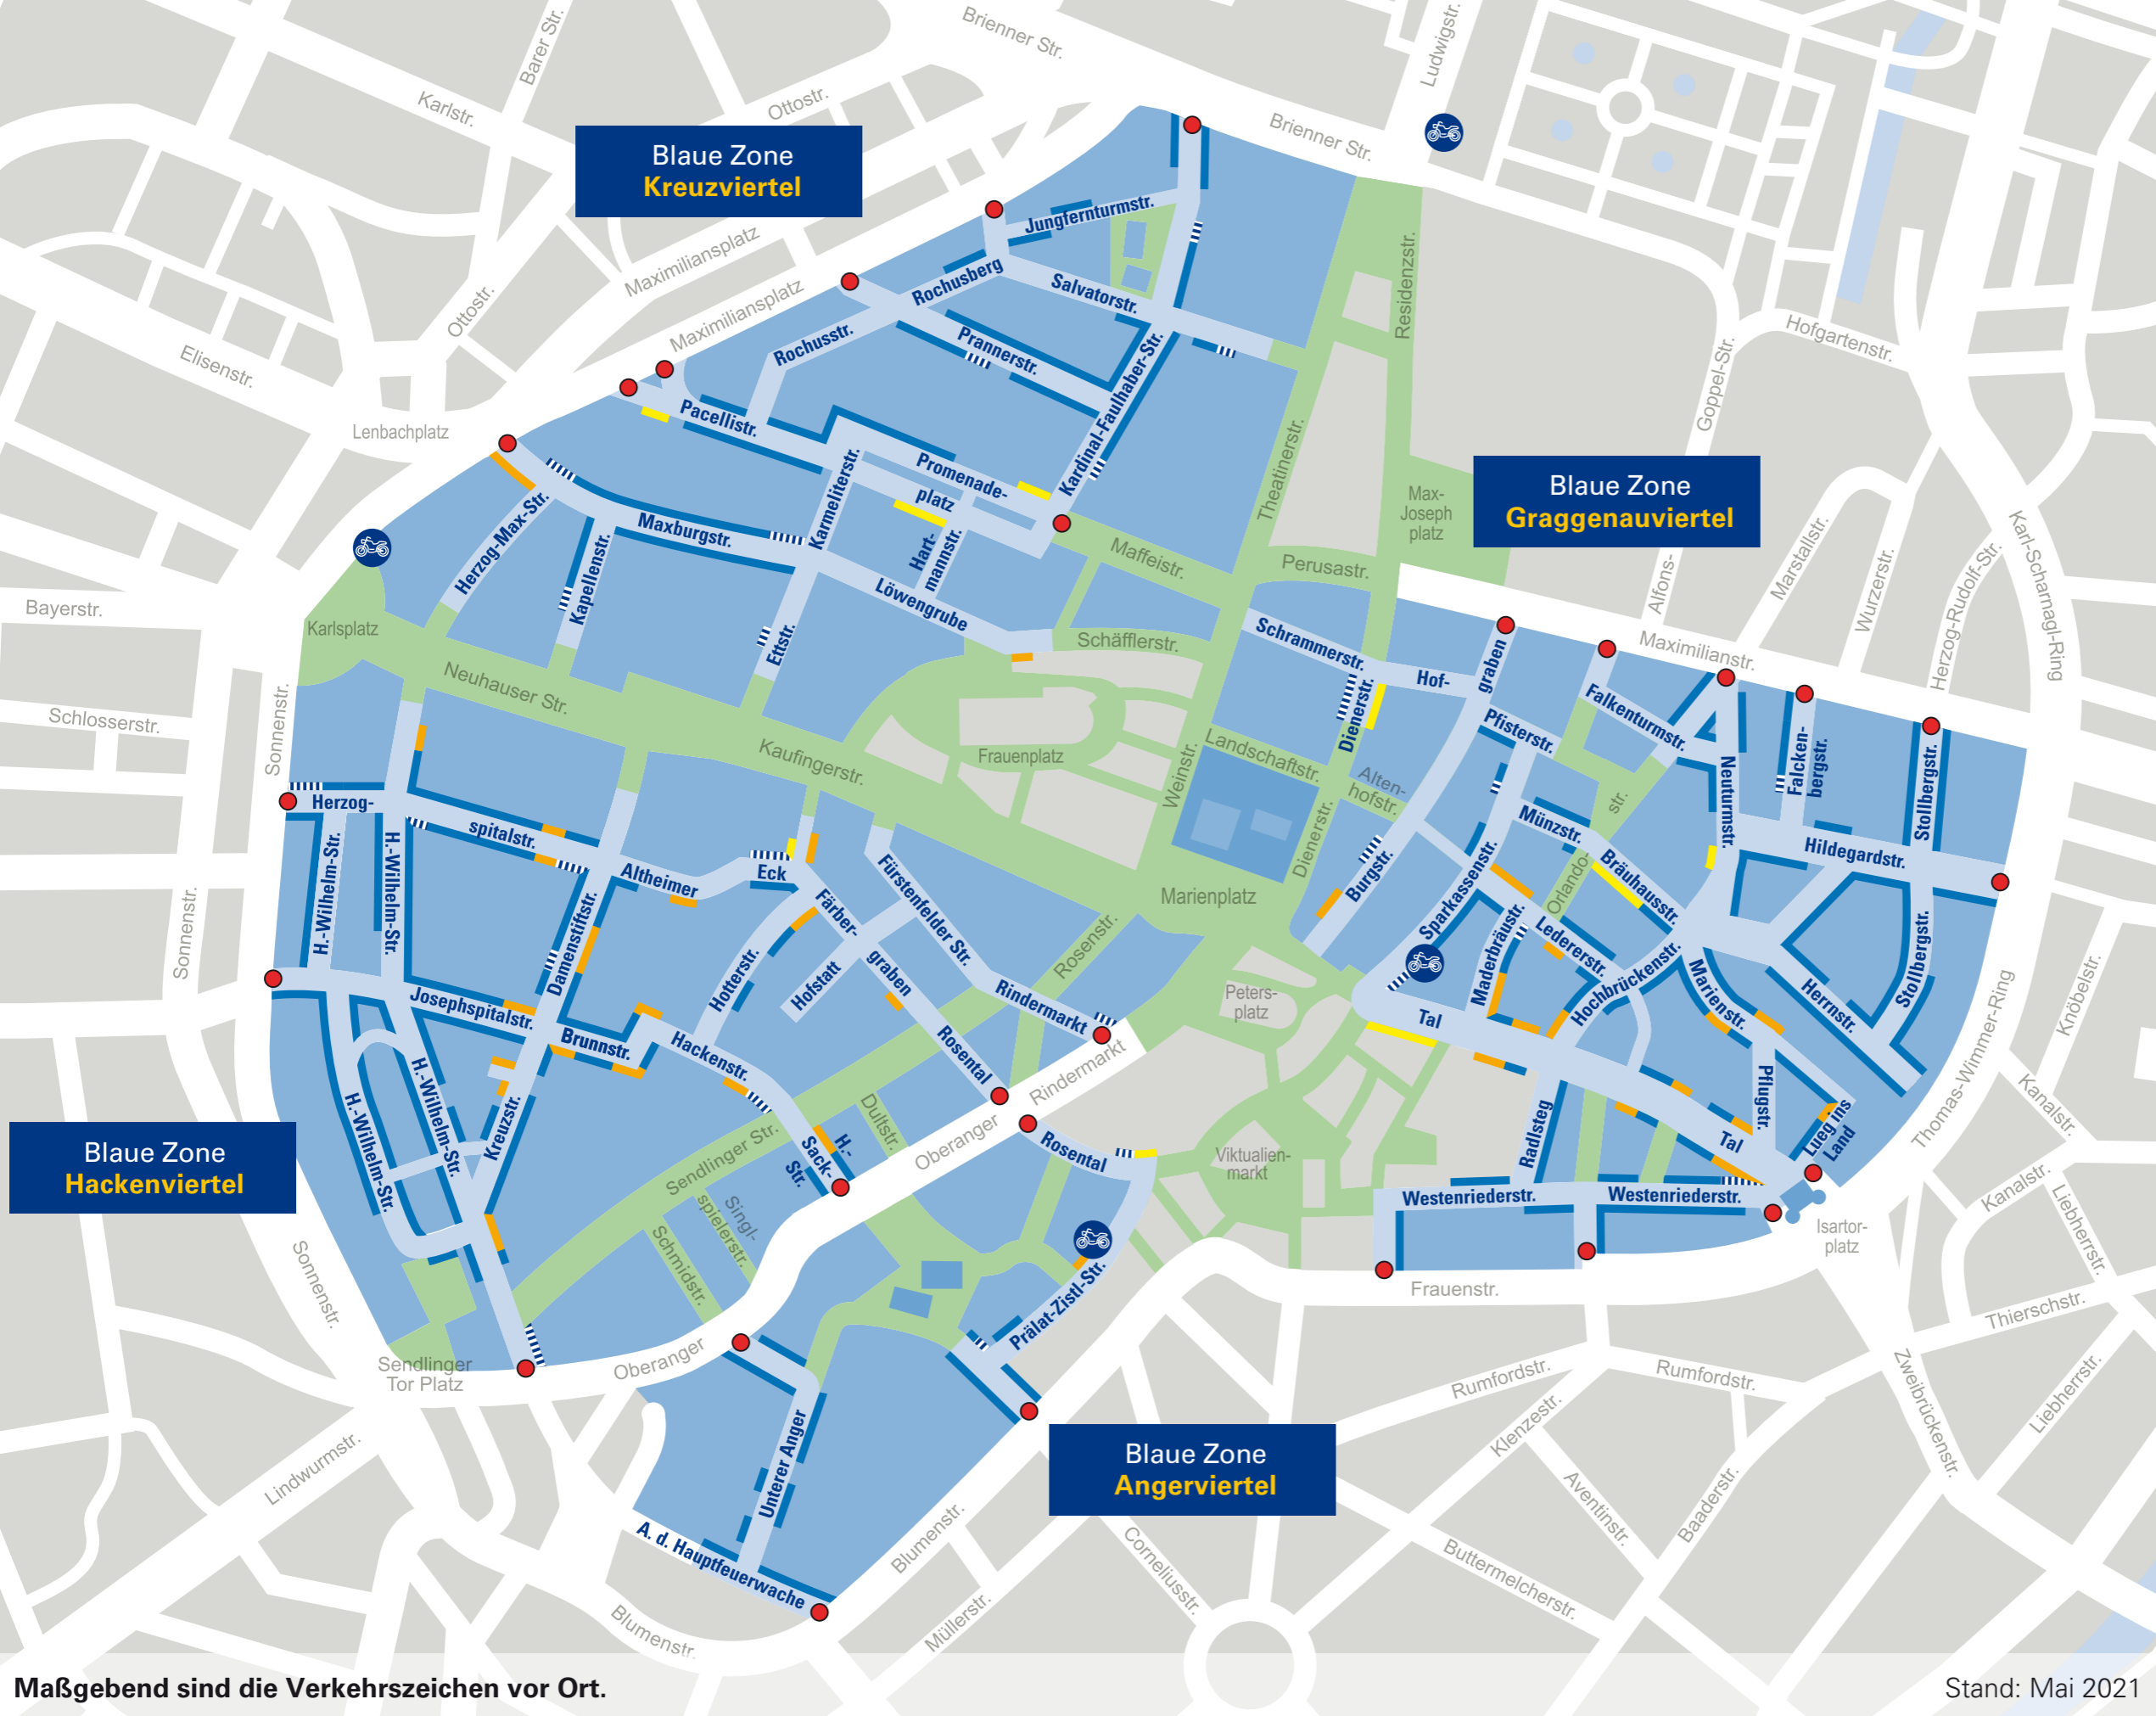 Brienner Str.
Ludwigstr.
Barer Str.
Karlstr.
Ottostr.
Brienner Str.
Blaue Zone
Kreuzviertel
Jungfernturmstr.
Maximiliansplatz
Rochusberg
Salvatorstr.
Residenzstr.
Ottostr.
Maximiliansplatz
Hofgartenstr.
Elisenstr.
Rochusstr.
Prannerstr.
Kardinal-Faulhaber-Str.
Goppel-Str.
Lenbachplatz
Pacellistr.
Promenade-
platz
Theatinerstr.
Max-
Joseph
platz
Blaue Zone
Graggenauviertel
Herzog-Max-Str.
Maxburgstr.
Karmeliterstr.
Hart-
mannstr.
Maffeistr.
Perusastr.
Alfons-
Marstallstr.
Wurzerstr.
Herzog-Rudolf-Str.
Karl-Scharnagl-Ring
Bayerstr.
Karlsplatz
Kapellenstr.
Ettstr.
Löwengrube
Schäfflerstr.
Schrammerstr.
Hof-
graben
Maximilianstr.
Schlosserstr.
Sonnenstr.
Neuhauser Str.
Kaufingerstr.
Frauenplatz
Weinstr.
Landschaftstr.
Dienerstr.
Alten-
hofstr.
Pfisterstr.
Falkenturmstr.
Neuturmstr.
Falcken-
bergstr.
Stollbergstr.
Herzog-
spitalstr.
H.-Wilhelm-Str.
H.-Wilhelm-Str.
Altheimer
Eck
Färber-
graben
Fürstenfelder Str.
Dienerstr.
Burgstr.
Sparkassenstr.
Münzstr.
Orlando-
str.
Bräuhausstr.
Hildegardstr.
Marienplatz
Sonnenstr.
Damenstiftstr.
Hotterstr.
Hofstatt
Rosenstr.
Rindermarkt
Peters-
platz
Tal
Maderbräustr.
Ledererstr.
Hochbrückenstr.
Marienstr.
Herrnstr.
Stollbergstr.
Knöbelstr.
Josephspitalstr.
Brunnstr.
Hackenstr.
Rosental
Rindermarkt
Thomas-Wimmer-Ring
Kanalstr.
H.-Wilhelm-Str.
H.-Wilhelm-Str.
Kreuzstr.
Dultstr.
H.-
Sack-
Str.
Oberanger
Rosental
Viktualien-
markt
Radlsteg
Pflugstr.
Tal
Lueg ins
Land
Blaue Zone
Hackenviertel
Sendlinger Str.
Singl-
spielerstr.
Schmidstr.
Westenriederstr.
Westenriederstr.
Isartor-
platz
Kanalstr.
Liebherrstr.
Sonnenstr.
Prälat-Zistl-Str.
Frauenstr.
Thierschstr.
Sendlinger
Tor Platz
Oberanger
Rumfordstr.
Rumfordstr.
Zweibrückenstr.
Liebherrstr.
Unterer Anger
Blaue Zone
Angerviertel
Klenzestr.
Lindwurmstr.
A. d. Hauptfeuerwache
Blumenstr.
Corneliusstr.
Aventinstr.
Baaderstr.
Buttermelcherstr.
Blumenstr.
Müllerstr.
Maßgebend sind die Verkehrszeichen vor Ort.
Stand: Mai 2021